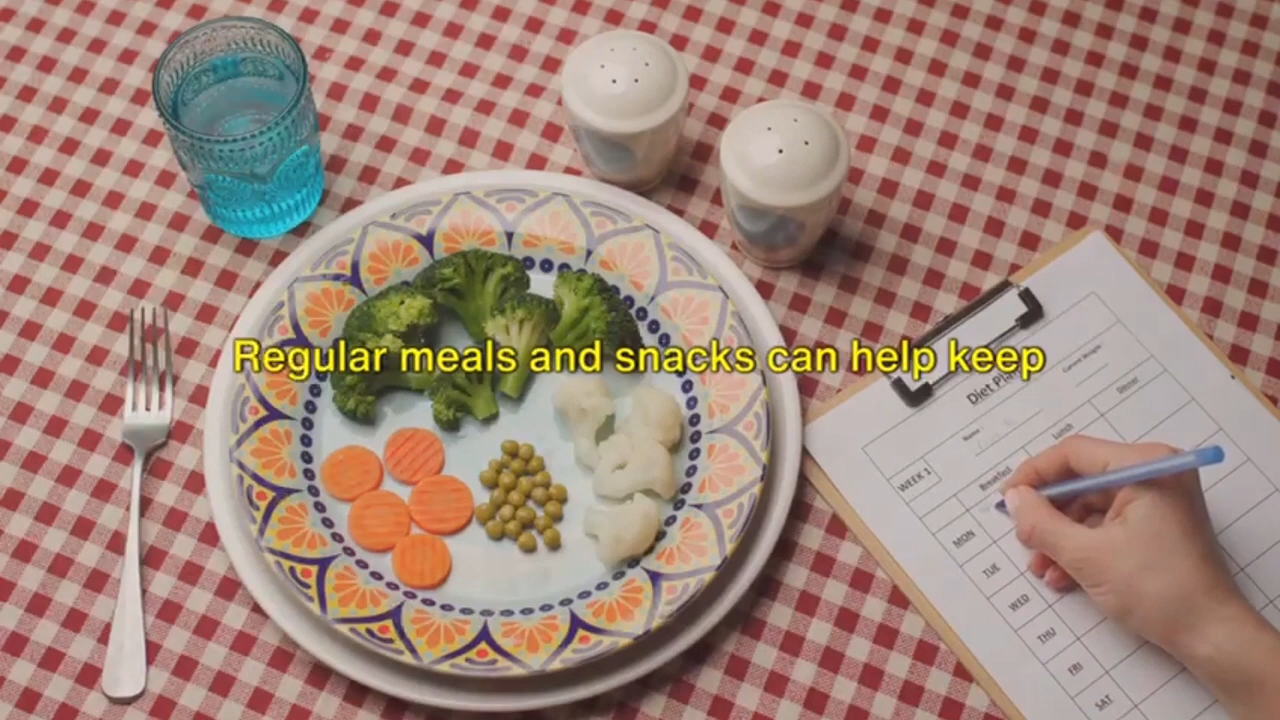 Regular meals and snacks can help keep
Diet Plan
Current Weight
Name
WEEK 1
Breakfast
Lunch
Dinner
MON
TUE
WED
THU
FRI
SAT